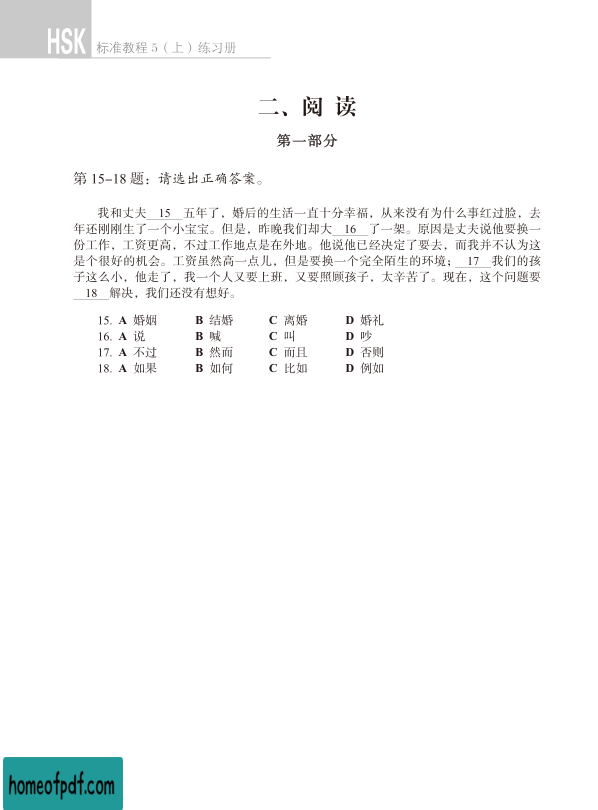 HSK 标准教程 5（上）练习册
二、阅 读
第一部分
第 15–18 题：请选出正确答案。
我和丈夫 15 五年了，婚后的生活一直十分幸福，从来没有为什么事红过脸，去
年还刚刚生了一个小宝宝。但是，昨晚我们却大 16 了一架。原因是丈夫说他要换一
份工作，工资更高，不过工作地点是在外地。他说他已经决定了要去，而我并不认为这
是个很好的机会。工资虽然高一点儿，但是要换一个完全陌生的环境； 17 我们的孩
子这么小，他走了，我一个人又要上班，又要照顾孩子，太辛苦了。现在，这个问题要
18 解决，我们还没有想好。
15. A 婚姻 B 结婚 C 离婚 D 婚礼
16. A 说 B 喊 C 叫 D 吵
17. A 不过 B 然而 C 而且 D 否则
18. A 如果 B 如何 C 比如 D 例如
homeofpdf.com